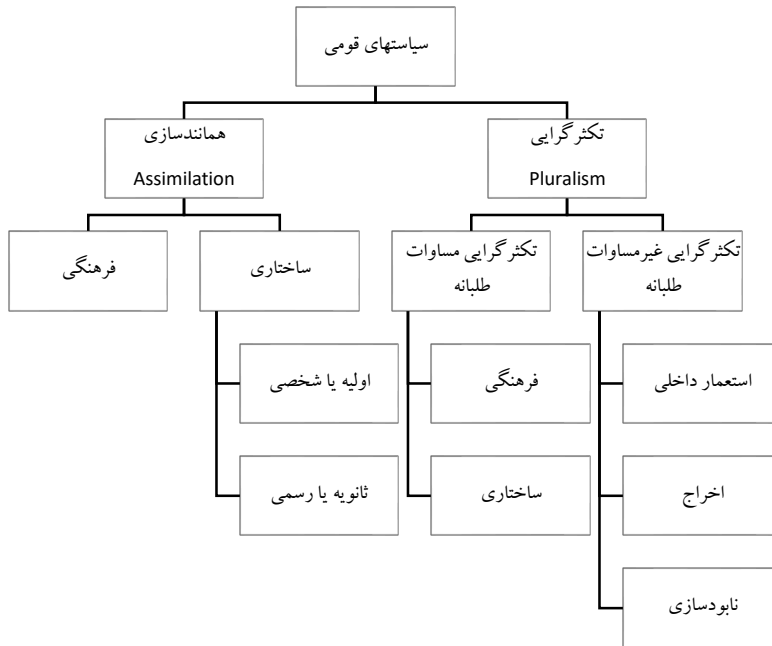 سیاستهای قومی
تکثرگرایی
Pluralism
همانندسازی
Assimilation
تکثرگرایی غیرمساوات
طلبانه
تکثرگرایی مساوات
طلبانه
ساختاری
فرهنگی
استعمار داخلی
فرهنگی
اولیه یا شخصی
اخراج
ساختاری
ثانویه یا رسمی
نابودسازی